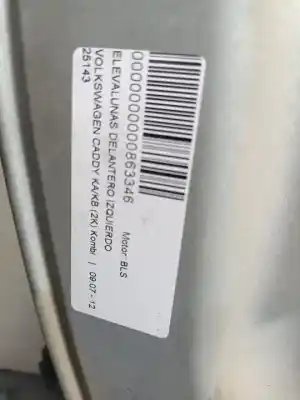 0000000000863346
Motor: BLS
ELEVALUNAS DELANTERO IZQUIERDO
VOLKSWAGEN CADDY KA/KB (2K) Kombi | 09.07 - 12
25143